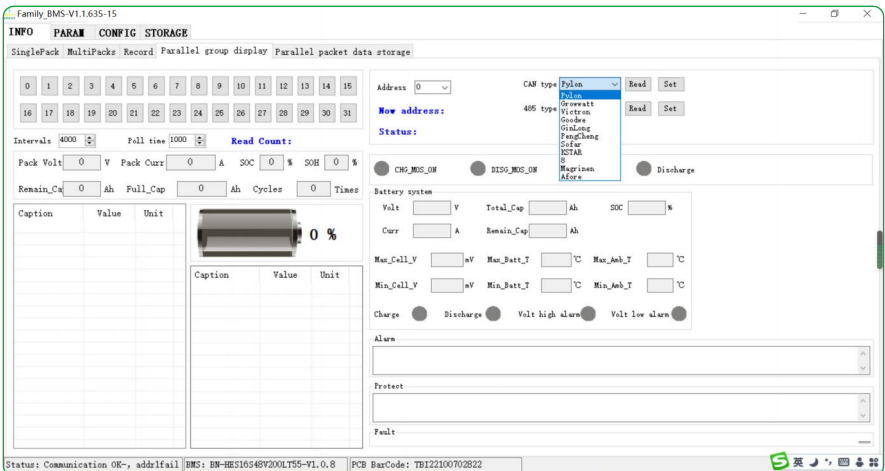 Family_BMS-V1.1.635-15
INFO PARAM CONFIG STORAGE
SinglePack MultiPacks Record Parallel group display Parallel packet data storage
0 1 2 3 4 5 6 7 8 9 10 11 12 13 14 15
16 17 18 19 20 21 22 23 24 25 26 27 28 29 30 31
Intervals 4000 Poll time 1000 Read Count:
Pack Volt 0 V Pack Curr 0 A SOC 0 % SOH 0 %
Remain_Ca 0 Ah Full_Cap 0 Ah Cycles 0 Times
Caption Value Unit
0 %
Caption Value Unit
Address 0 CAN type Pylon Read Set
Now address: 485 type Read Set
Status:
Pylon
Growatt
Victron
Goodwe
GinLong
PengCheng
Sofar
KSTAR
8
Magrinen
Afore
CHG_MOS_ON DISG_MOS_ON Discharge
Battery system
Volt V Total_Cap Ah SOC %
Curr A Remain_Cap Ah
Max_Cell_V mV Max_Batt_T ℃ Max_Amb_T ℃
Min_Cell_V mV Min_Batt_T ℃ Min_Amb_T ℃
Charge Discharge Volt high alarm Volt low alarm
Alarm
Protect
Fault
Status: Communication OK-, addr1fail BMS: BN-HES16S48V200LT55-V1.0.8 PCB BarCode: TBI22100702822
英